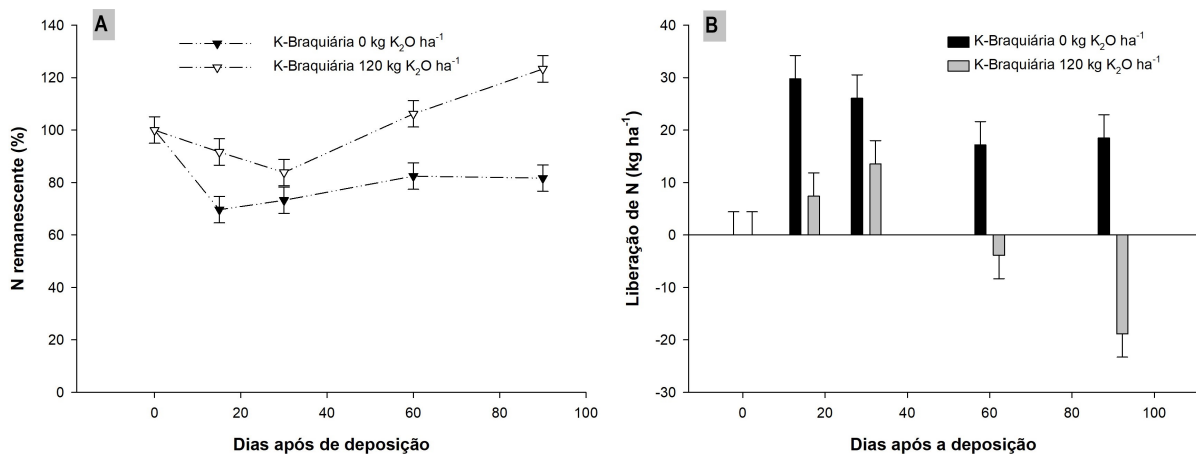 A
K-Braquiária 0 kg K₂O ha⁻¹
K-Braquiária 120 kg K₂O ha⁻¹
N remanescente (%)
140
120
100
80
60
40
20
0
0 20 40 60 80 100
Dias após de deposição
B
K-Braquiária 0 kg K₂O ha⁻¹
K-Braquiária 120 kg K₂O ha⁻¹
Liberação de N (kg ha⁻¹)
40
30
20
10
0
-10
-20
-30
0 20 40 60 80 100
Dias após a deposição